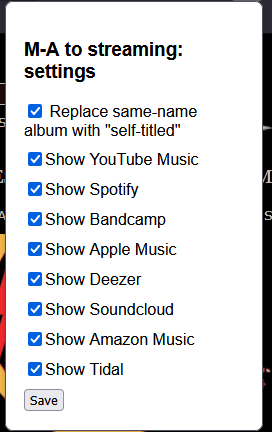 M-A to streaming:
settings
Replace same-name
album with "self-titled"
Show YouTube Music
Show Spotify
Show Bandcamp
Show Apple Music
Show Deezer
Show Soundcloud
Show Amazon Music
Show Tidal
Save